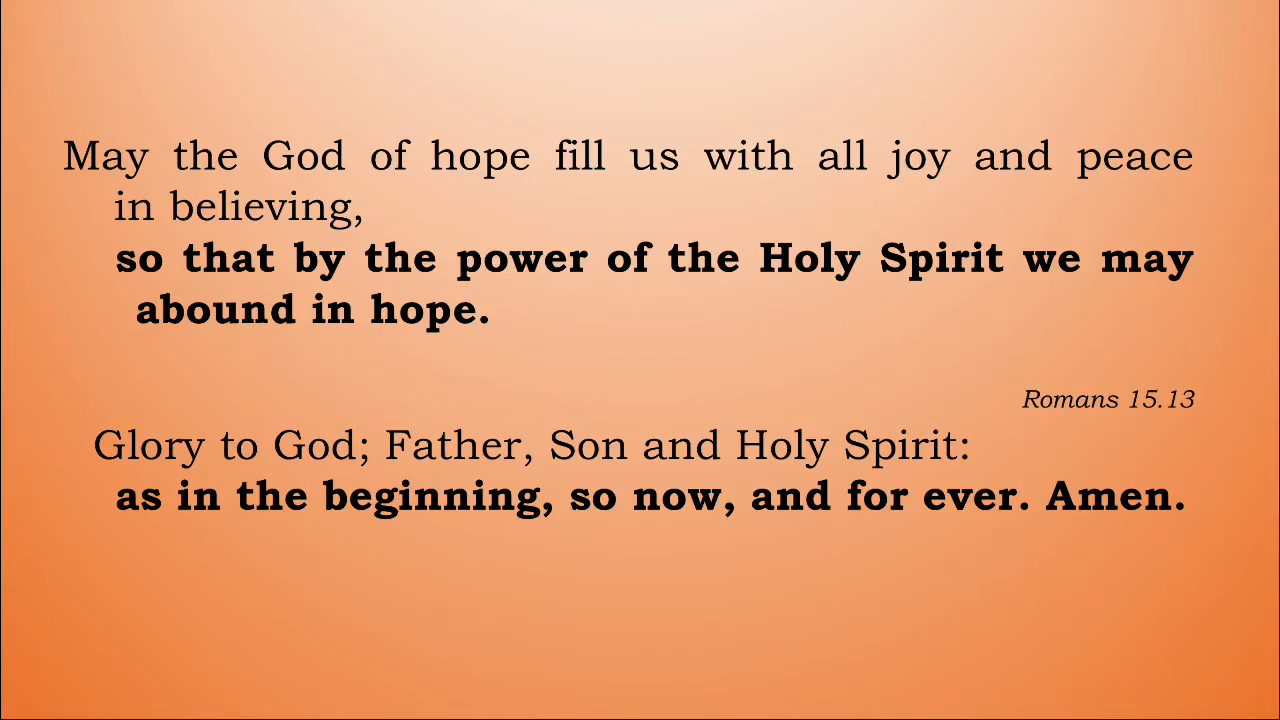 May the God of hope fill us with all joy and peace
in believing,
so that by the power of the Holy Spirit we may
abound in hope.
Romans 15.13
Glory to God; Father, Son and Holy Spirit:
as in the beginning, so now, and for ever. Amen.